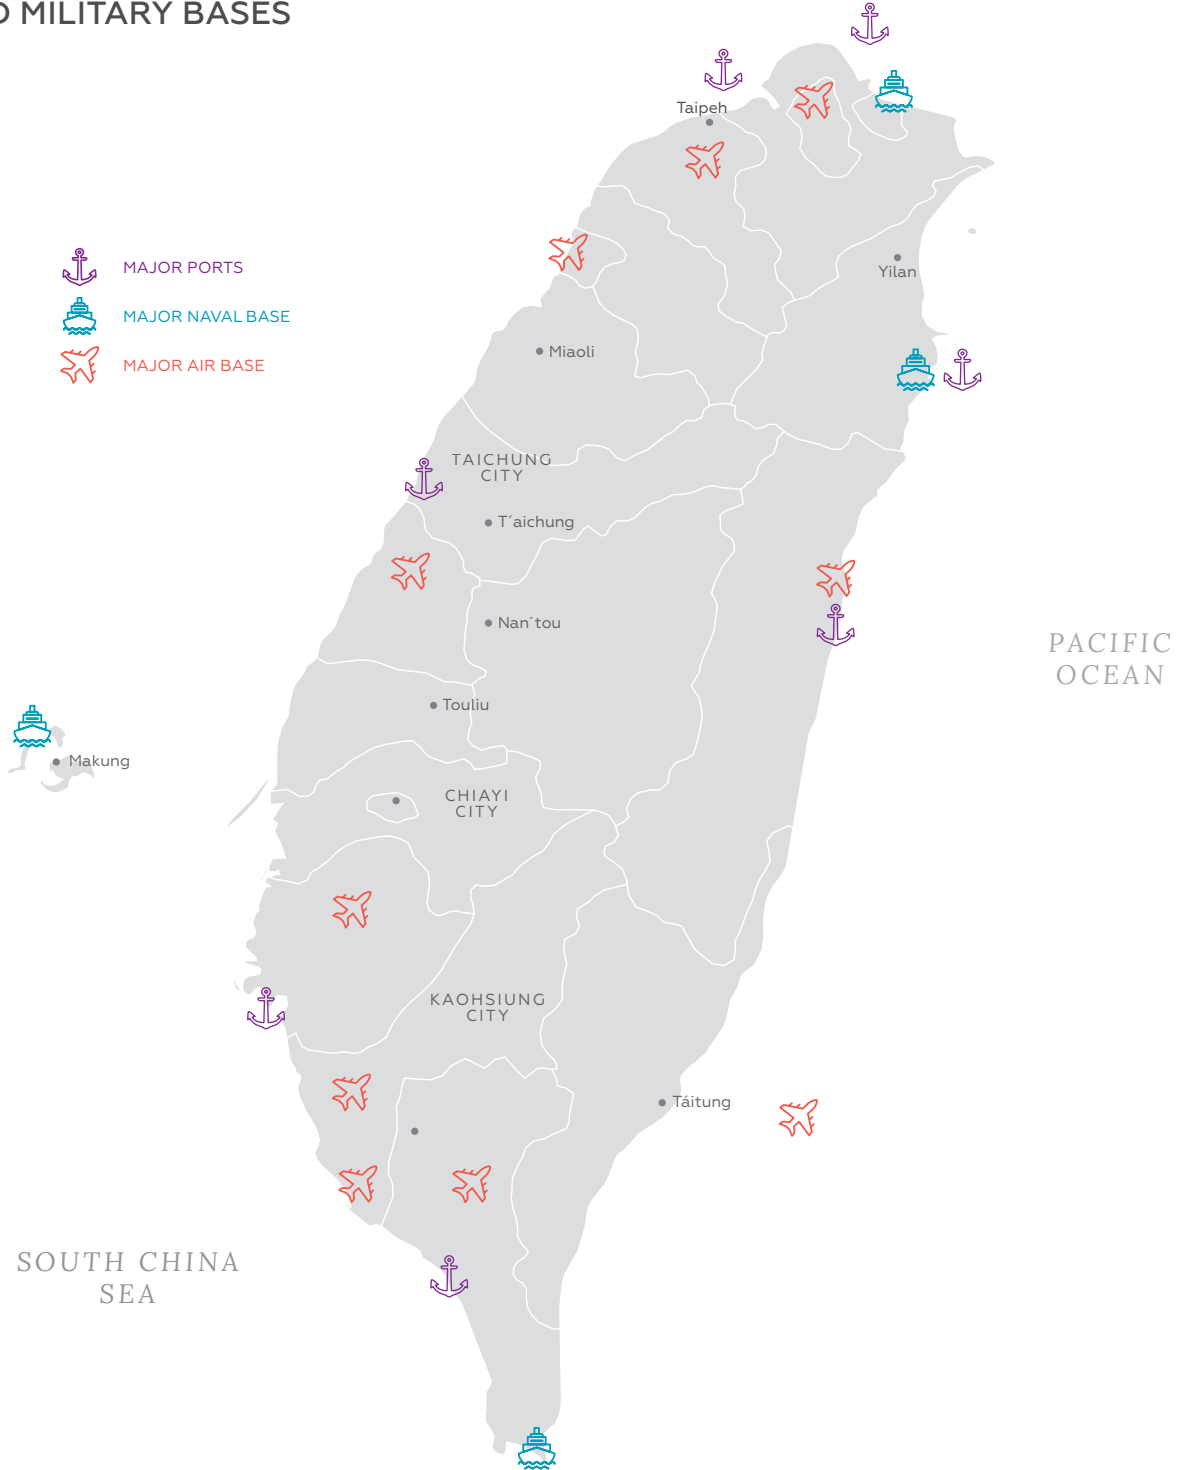 O MILITARY BASES
Taipeh
MAJOR PORTS
MAJOR NAVAL BASE
MAJOR AIR BASE
Yilan
Miaoli
TAICHUNG
CITY
T´aichung
Nan´tou
PACIFIC
OCEAN
Touliu
Makung
CHIAYI
CITY
KAOHSIUNG
CITY
Táitung
SOUTH CHINA
SEA